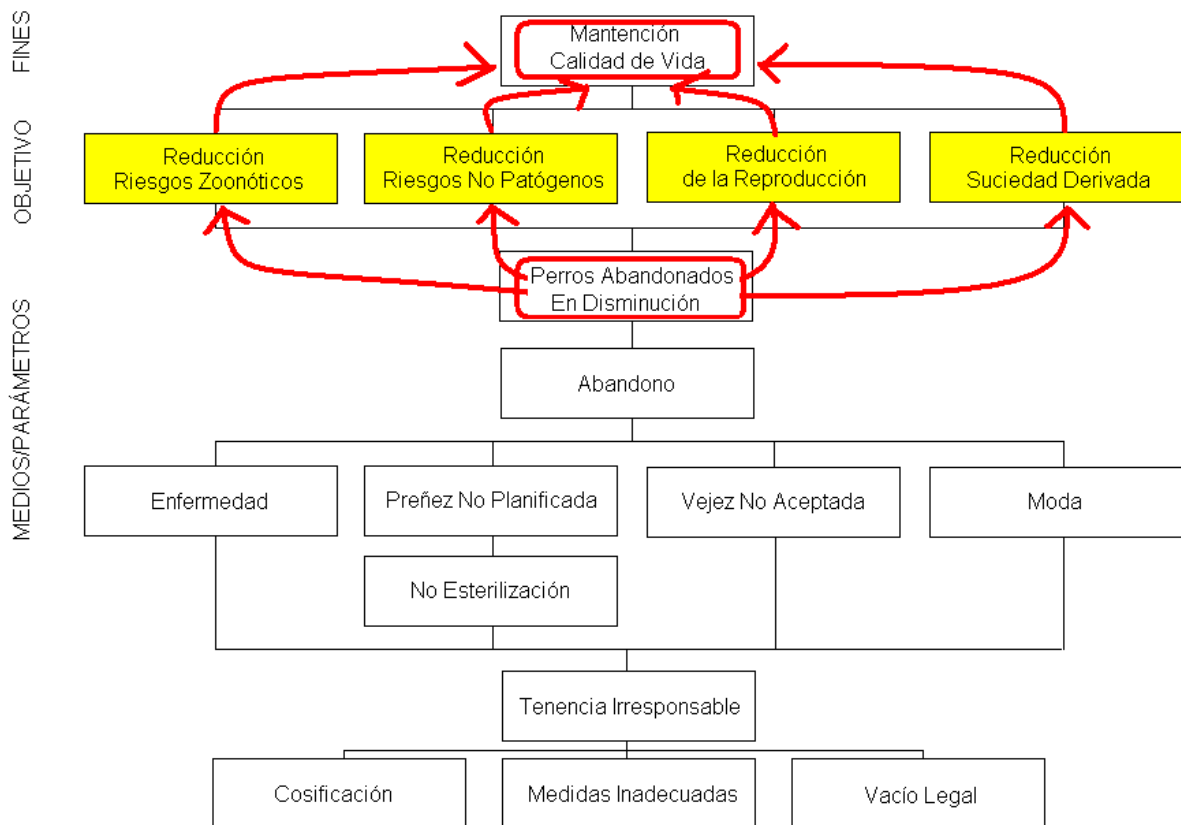 FINES
Mantención
Calidad de Vida
OBJETIVO
Reducción
Riesgos Zoonóticos
Reducción
Riesgos No Patógenos
Reducción
de la Reproducción
Reducción
Suciedad Derivada
Perros Abandonados
En Disminución
MEDIOS/PARÁMETROS
Abandono
Enfermedad
Preñez No Planificada
Vejez No Aceptada
Moda
No Esterilización
Tenencia Irresponsable
Cosificación
Medidas Inadecuadas
Vacío Legal